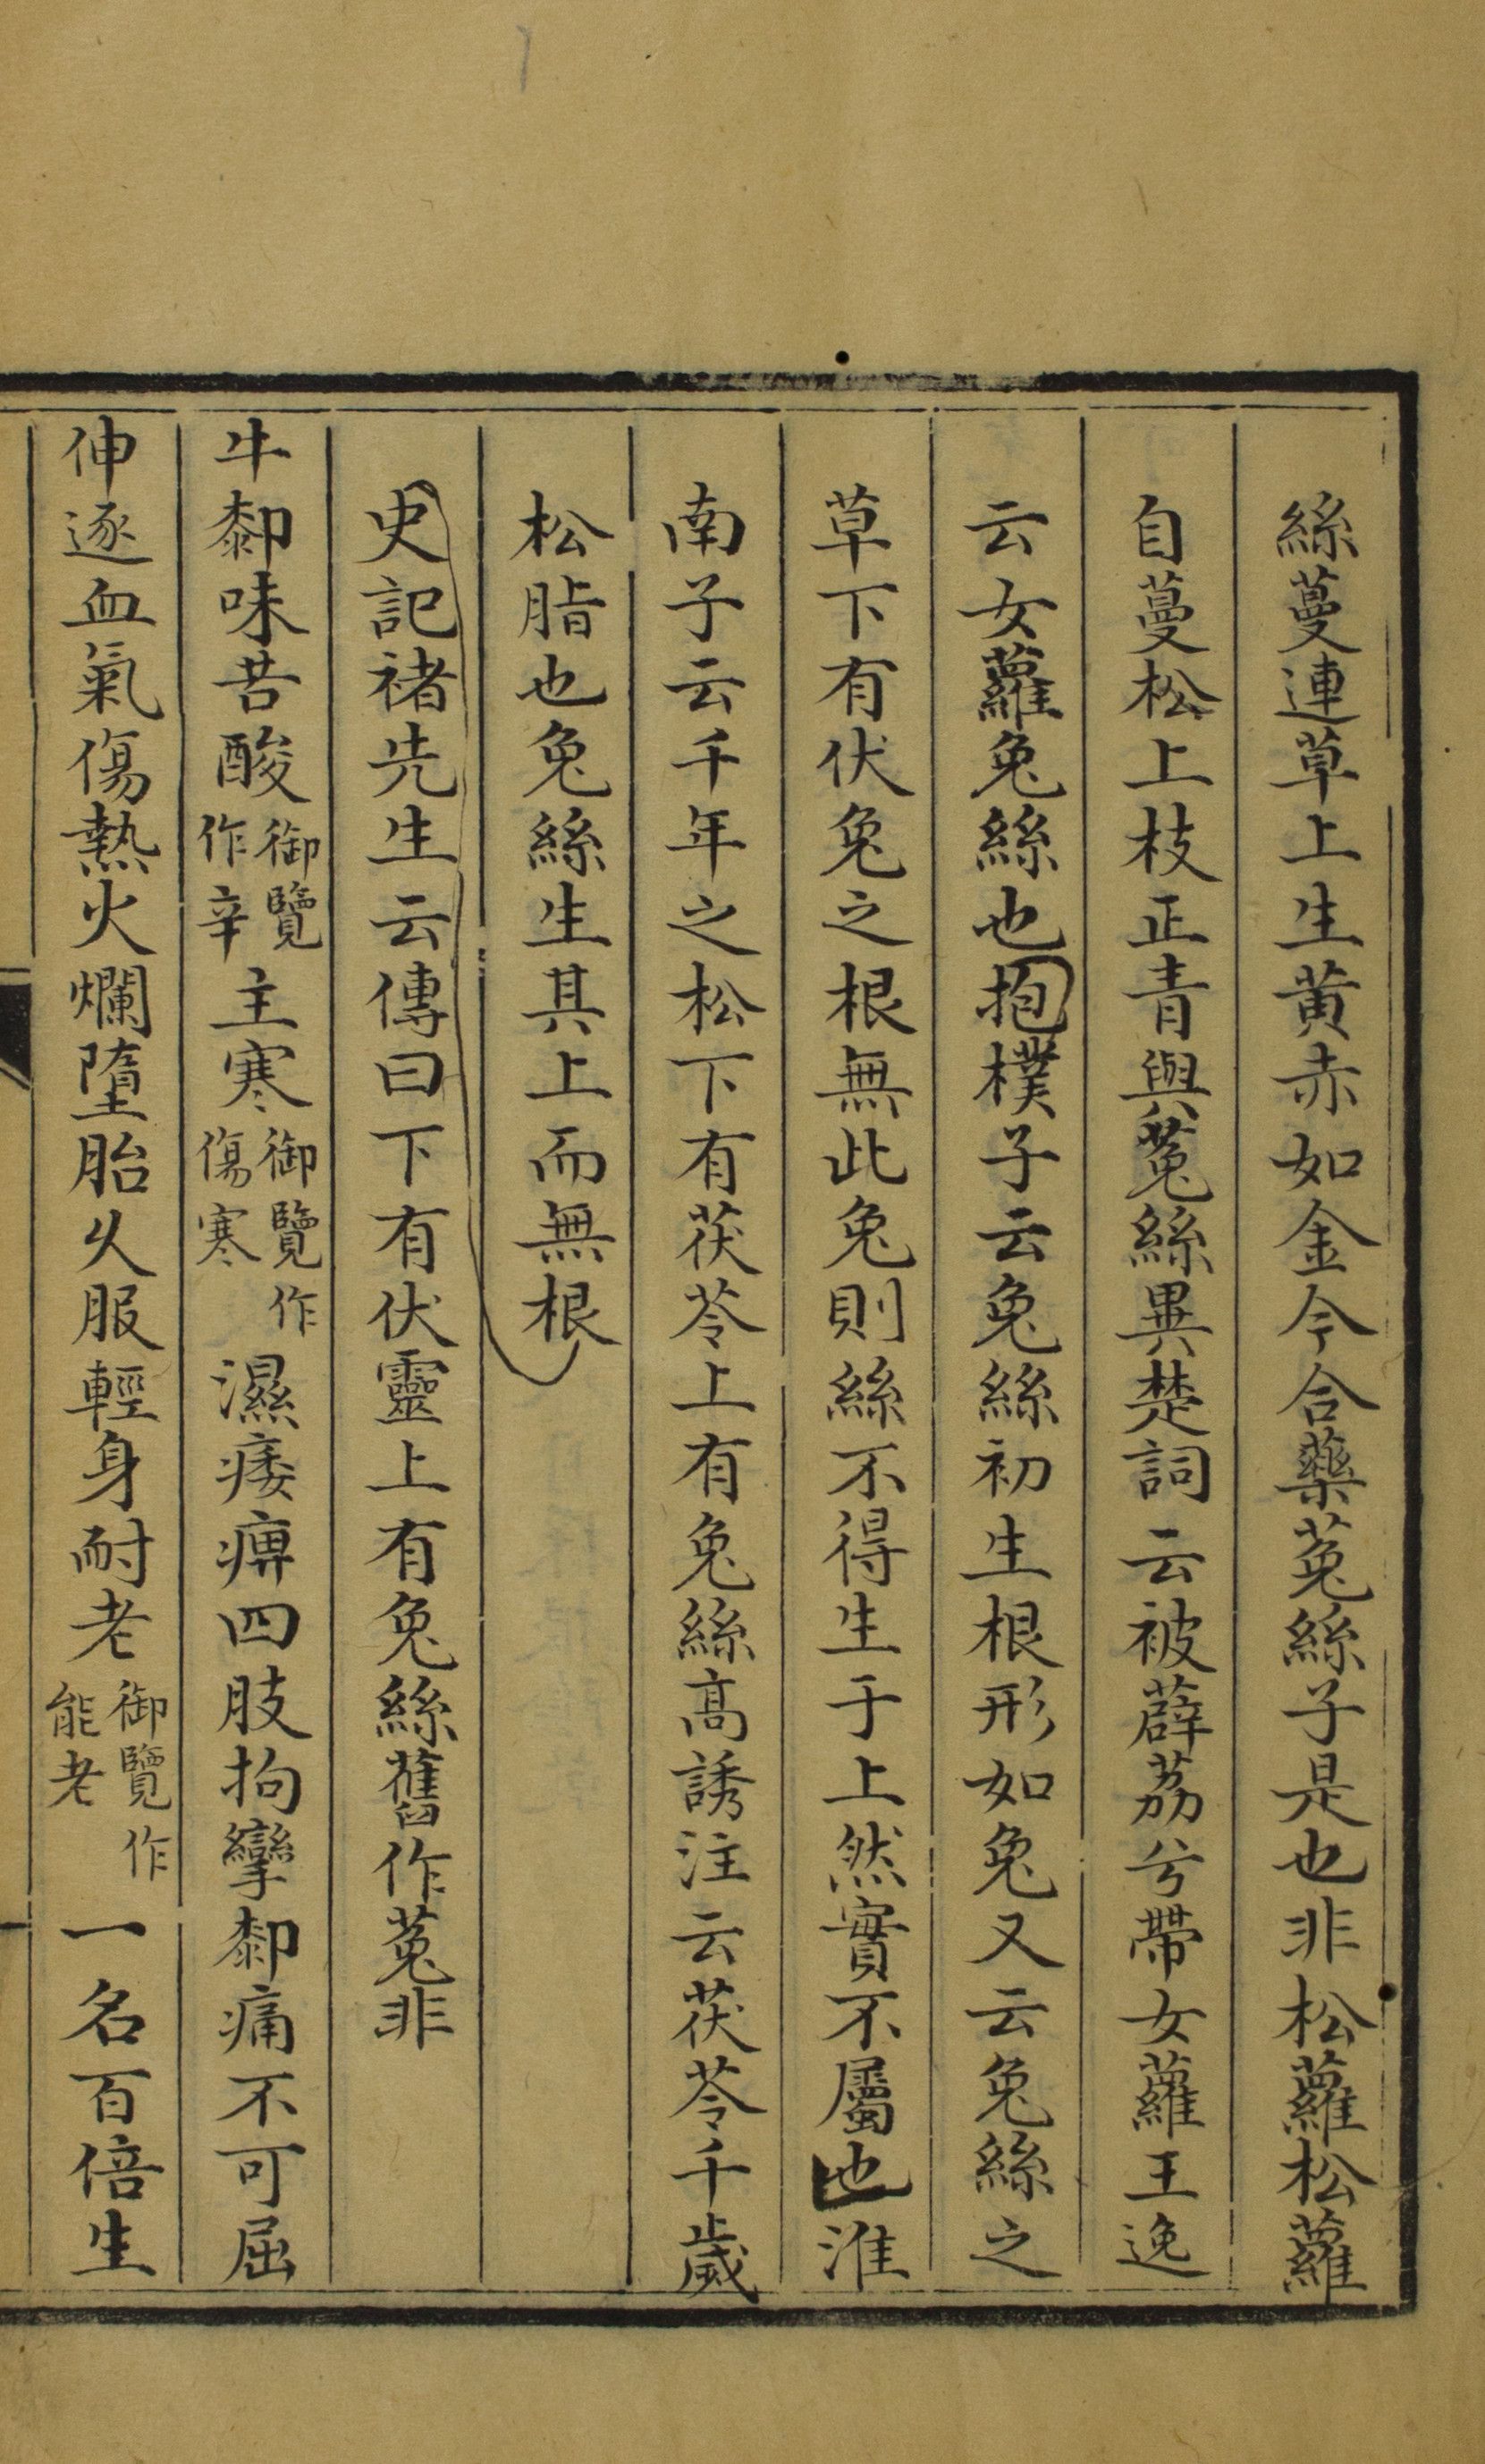 絲蔓連草上生黄赤如金今合藥菟絲子是也非松蘿松蘿
自蔓松上枝正青與菟絲異楚詞云被薜荔兮帶女蘿王逸
云女蘿兔絲也抱樸子云兔絲初生根形如兔又云兔絲之
草下有伏兔之根無此兔則絲不得生于上然實不屬也淮
南子云千年之松下有茯苓上有兔絲高誘注云茯苓千歲
松脂也兔絲生其上而無根
史記褚先生云傳曰下有伏靈上有兔絲舊作菟非
牛䣛味苦酸御覽作辛主寒御覽作傷寒濕痿痹四肢拘攣䣛痛不可屈
伸逐血氣傷熱火爛墮胎久服輕身耐老御覽作能老一名百倍生